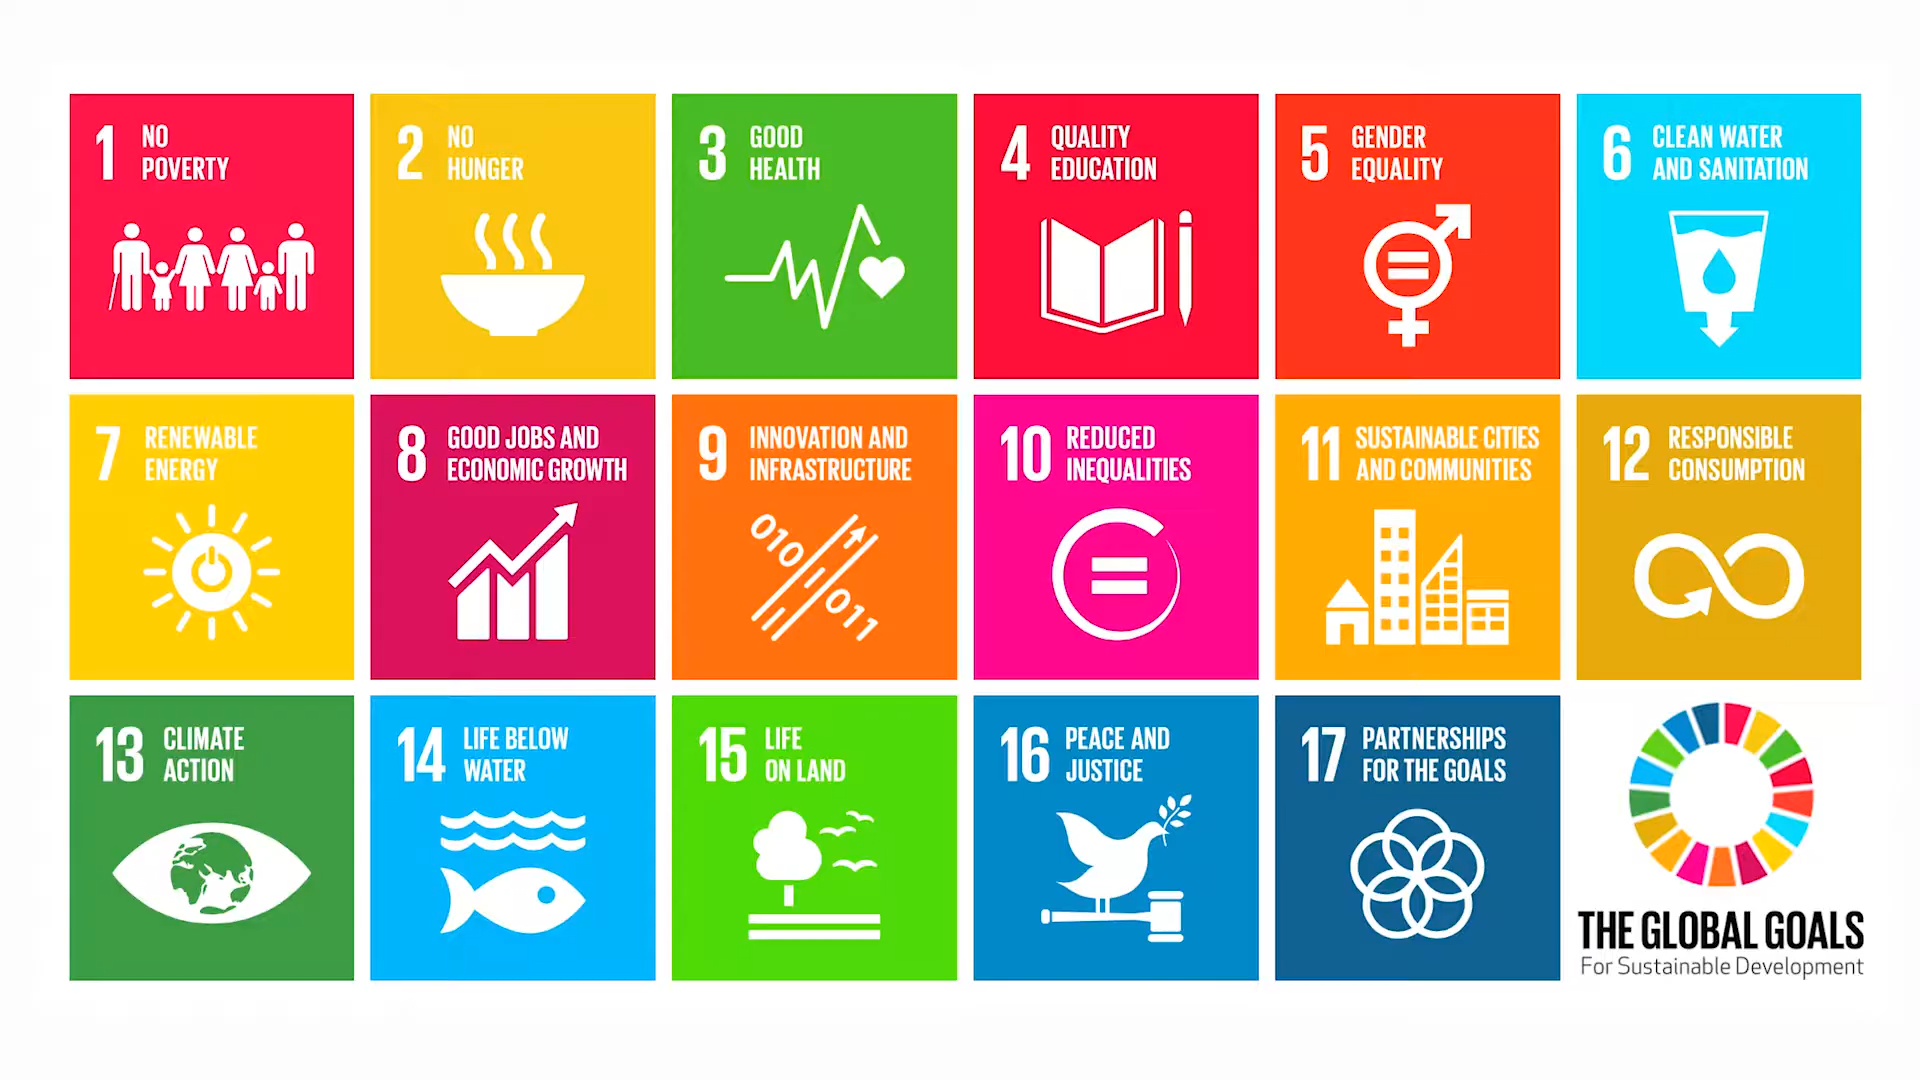 1 NO
POVERTY
2 NO
HUNGER
3 GOOD
HEALTH
4 QUALITY
EDUCATION
5 GENDER
EQUALITY
6 CLEAN WATER
AND SANITATION
7 RENEWABLE
ENERGY
8 GOOD JOBS AND
ECONOMIC GROWTH
9 INNOVATION AND
INFRASTRUCTURE
010
011
10 REDUCED
INEQUALITIES
11 SUSTAINABLE CITIES
AND COMMUNITIES
12 RESPONSIBLE
CONSUMPTION
13 CLIMATE
ACTION
14 LIFE BELOW
WATER
15 LIFE
ON LAND
16 PEACE AND
JUSTICE
17 PARTNERSHIPS
FOR THE GOALS
THE GLOBAL GOALS
For Sustainable Development